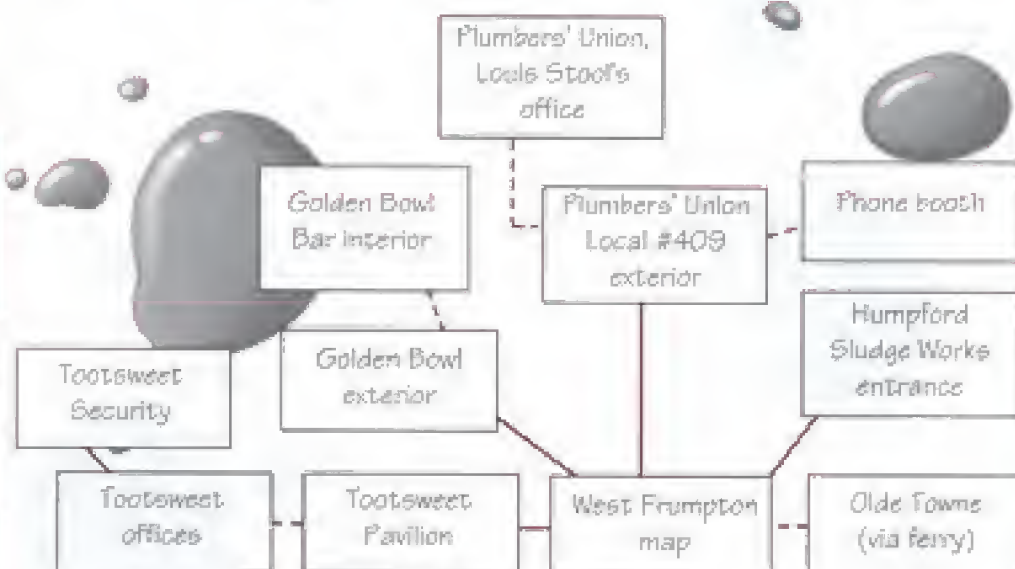 Plumbers' Union,
Louis Stool's
office
Golden Bowl
Bar interior
Plumbers' Union
Local #409
exterior
Phone booth
Humpford
Sludge Works
entrance
Golden Bowl
exterior
Tootsweet
Security
Tootsweet
offices
Tootsweet
Pavilion
West Frumpton
map
Olde Towne
(via ferry)